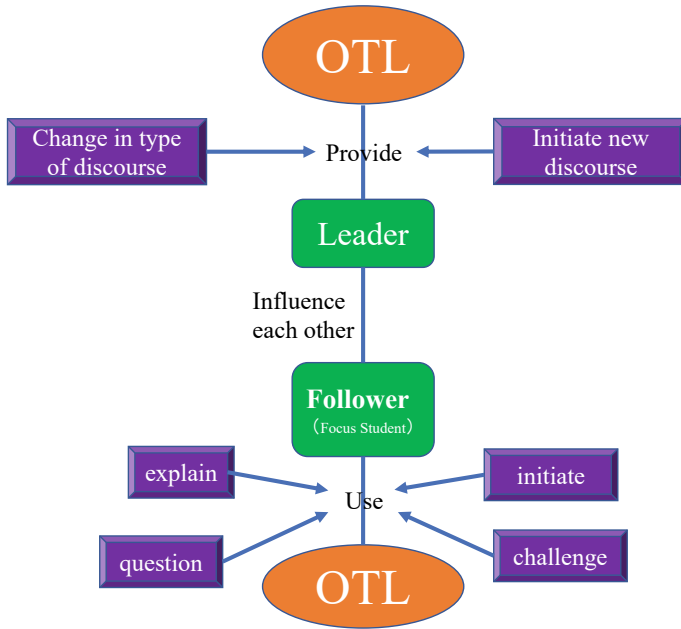 OTL
Change in type
of discourse
Provide
Initiate new
discourse
Leader
Influence
each other
Follower
（Focus Student）
explain
initiate
Use
question
challenge
OTL